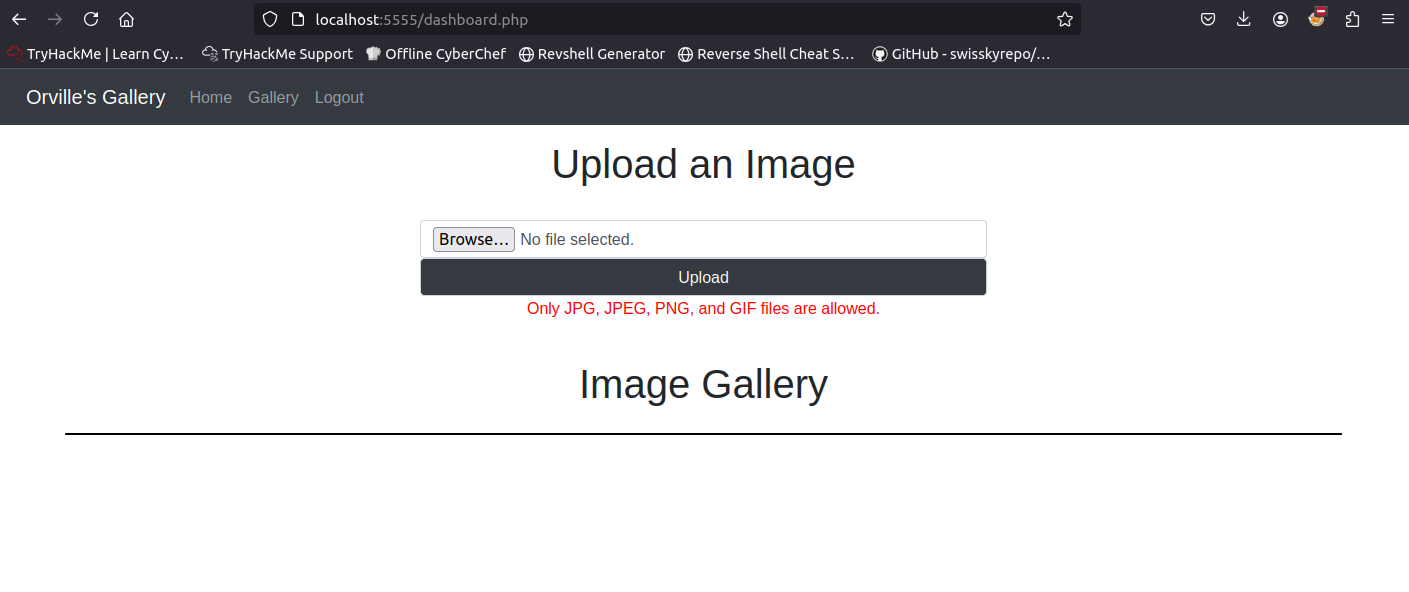 localhost:5555/dashboard.php
TryHackMe | Learn Cy… TryHackMe Support Offline CyberChef Revshell Generator Reverse Shell Cheat S… GitHub - swisskyrepo/…
Orville's Gallery Home Gallery Logout
Upload an Image
Browse… No file selected.
Upload
Only JPG, JPEG, PNG, and GIF files are allowed.
Image Gallery